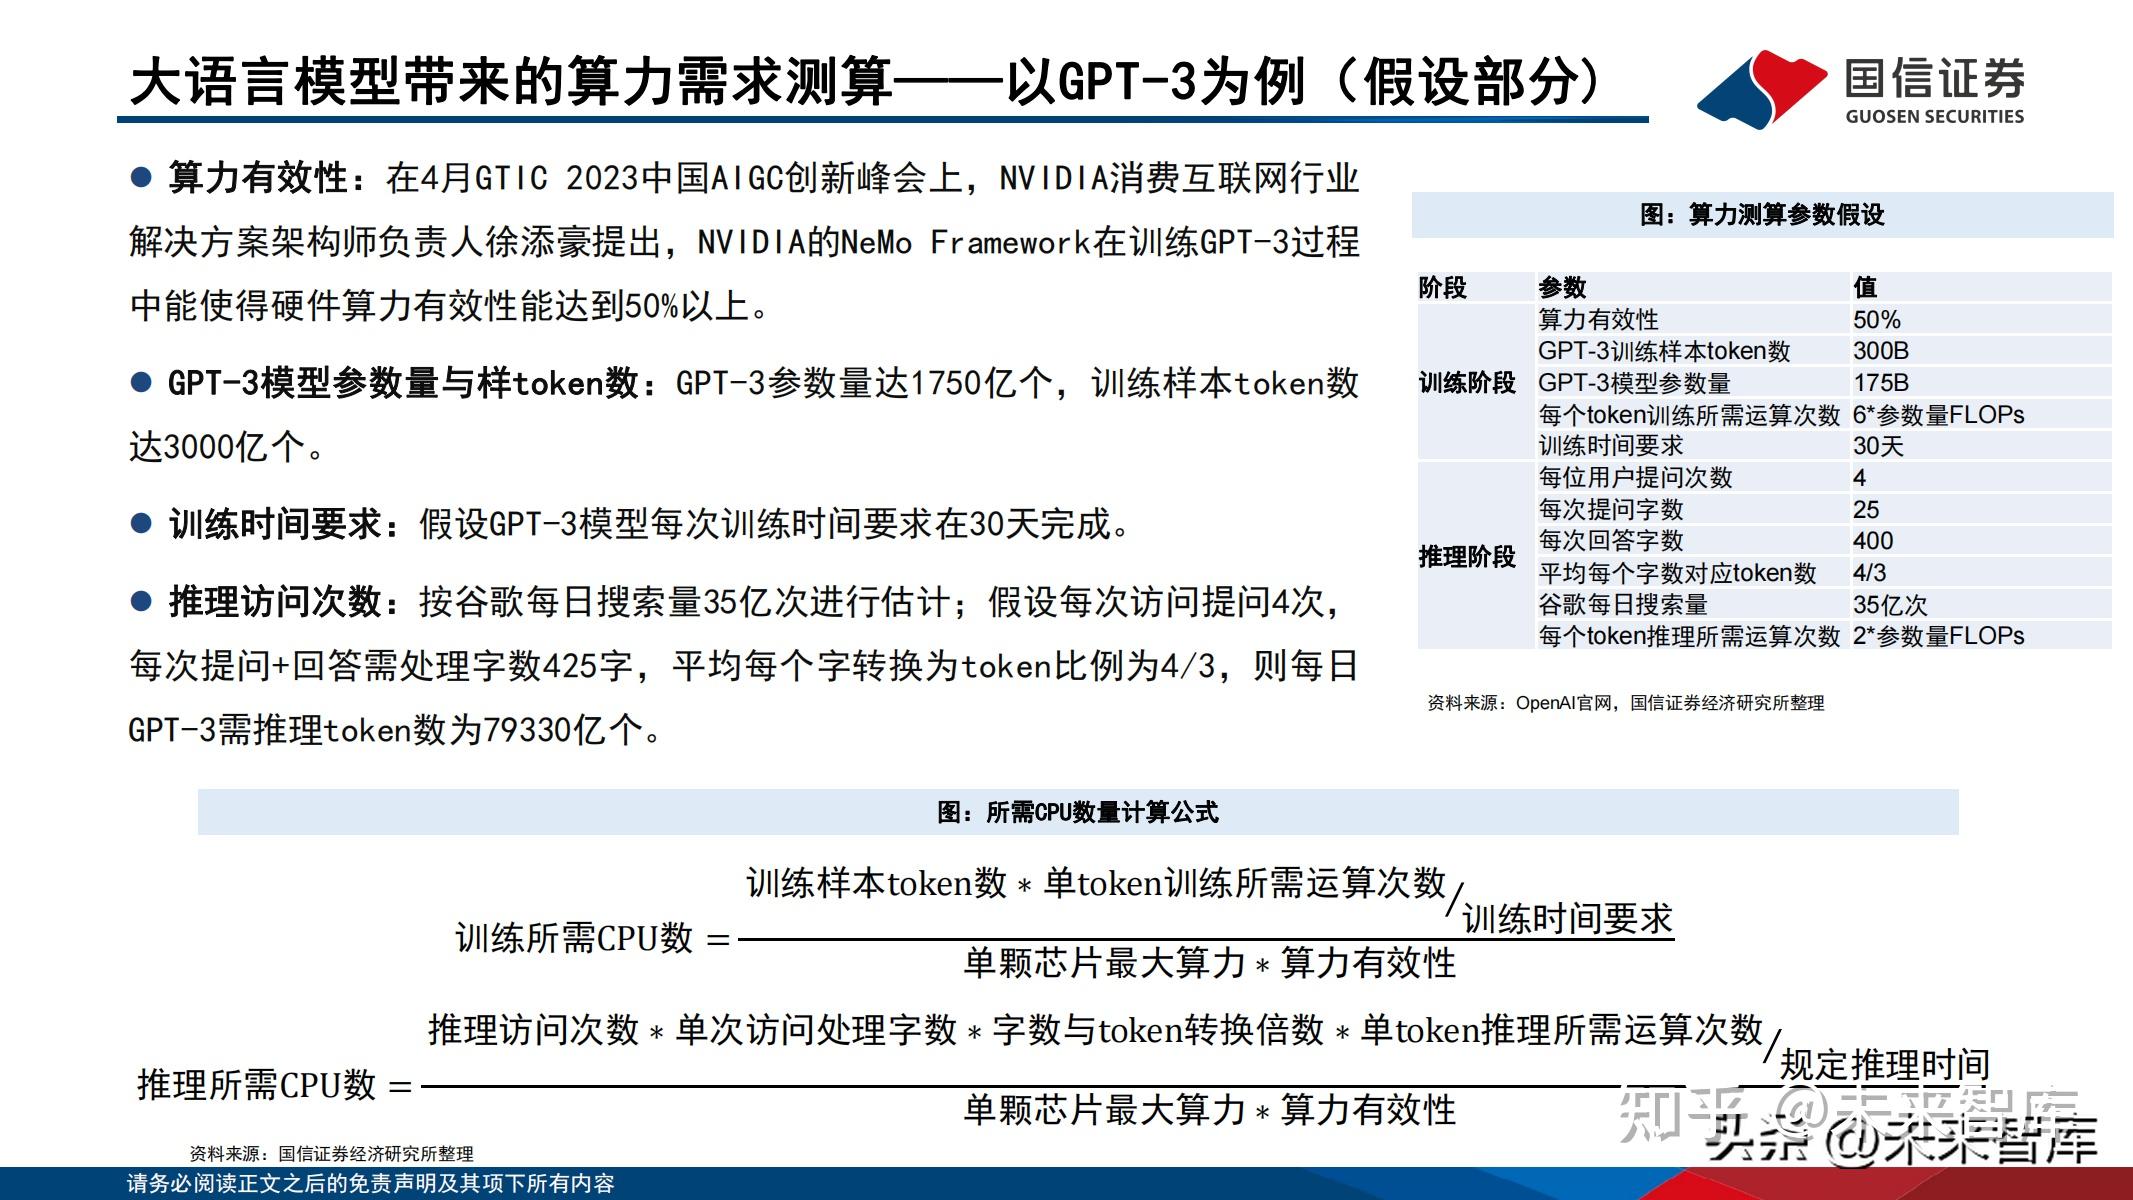 大语言模型带来的算力需求测算——以GPT-3为例（假设部分）
国信证券
GUOSEN SECURITIES
● 算力有效性：在4月GTIC 2023中国AIGC创新峰会上，NVIDIA消费互联网行业
解决方案架构师负责人徐添豪提出，NVIDIA的NeMo Framework在训练GPT-3过程
中能使得硬件算力有效性能达到50%以上。
● GPT-3模型参数量与样token数：GPT-3参数量达1750亿个，训练样本token数
达3000亿个。
● 训练时间要求：假设GPT-3模型每次训练时间要求在30天完成。
● 推理访问次数：按谷歌每日搜索量35亿次进行估计；假设每次访问提问4次，
每次提问+回答需处理字数425字，平均每个字转换为token比例为4/3，则每日
GPT-3需推理token数为79330亿个。
图：算力测算参数假设
阶段 参数 值
训练阶段 算力有效性 50%
GPT-3训练样本token数 300B
GPT-3模型参数量 175B
每个token训练所需运算次数 6*参数量FLOPs
训练时间要求 30天
推理阶段 每位用户提问次数 4
每次提问字数 25
每次回答字数 400
平均每个字数对应token数 4/3
谷歌每日搜索量 35亿次
每个token推理所需运算次数 2*参数量FLOPs
资料来源：OpenAI官网，国信证券经济研究所整理
图：所需CPU数量计算公式
训练样本token数 * 单token训练所需运算次数/训练时间要求
训练所需CPU数 =
单颗芯片最大算力 * 算力有效性
推理访问次数 * 单次访问处理字数 * 字数与token转换倍数 * 单token推理所需运算次数/规定推理时间
推理所需CPU数 =
单颗芯片最大算力 * 算力有效性
知乎 @未来智库
头条 @未来智库
资料来源：国信证券经济研究所整理
请务必阅读正文之后的免责声明及其项下所有内容